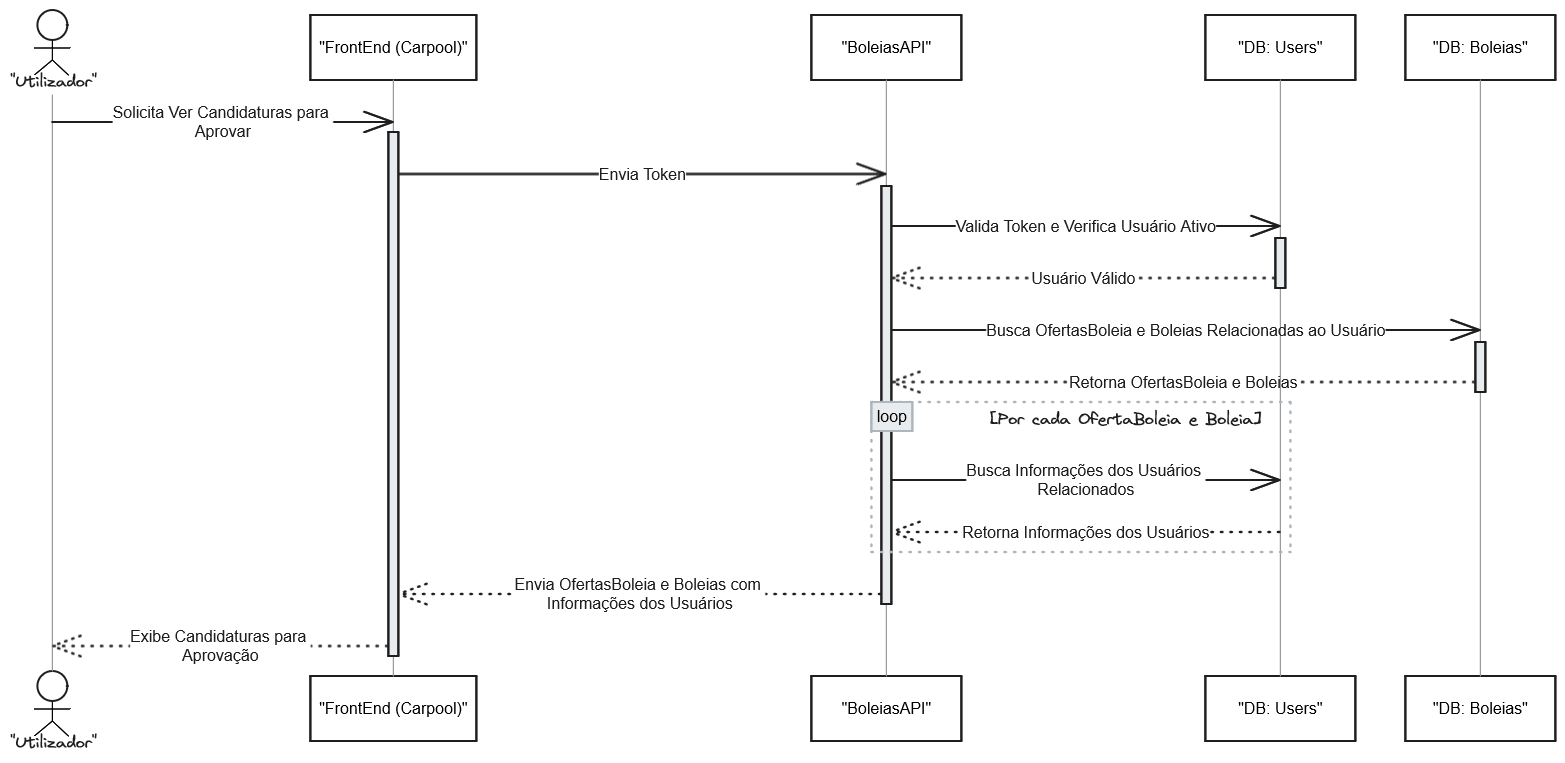 "Utilizador"
"FrontEnd (Carpool)"
"BoleiasAPI"
"DB: Users"
"DB: Boleias"
Solicita Ver Candidaturas para
Aprovar
Envia Token
Valida Token e Verifica Usuário Ativo
Usuário Válido
Busca OfertasBoleia e Boleias Relacionadas ao Usuário
Retorna OfertasBoleia e Boleias
loop
[Por cada OfertaBoleia e Boleia]
Busca Informações dos Usuários
Relacionados
Retorna Informações dos Usuários
Envia OfertasBoleia e Boleias com
Informações dos Usuários
Exibe Candidaturas para
Aprovação
"Utilizador"
"FrontEnd (Carpool)"
"BoleiasAPI"
"DB: Users"
"DB: Boleias"